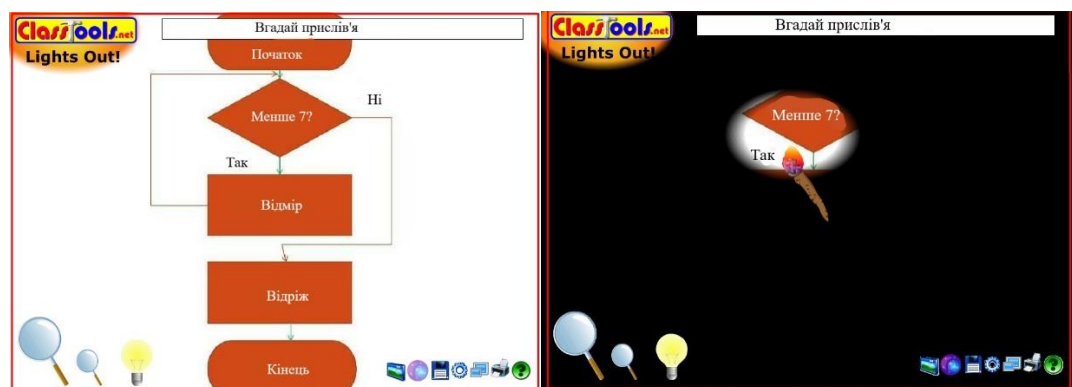 ClassTools.net
Lights Out!
Вгадай прислів'я
Початок
Менше 7?
Ні
Так
Відмір
Відріж
Кінець
ClassTools.net
Lights Out!
Вгадай прислів'я
Менше 7?
Так